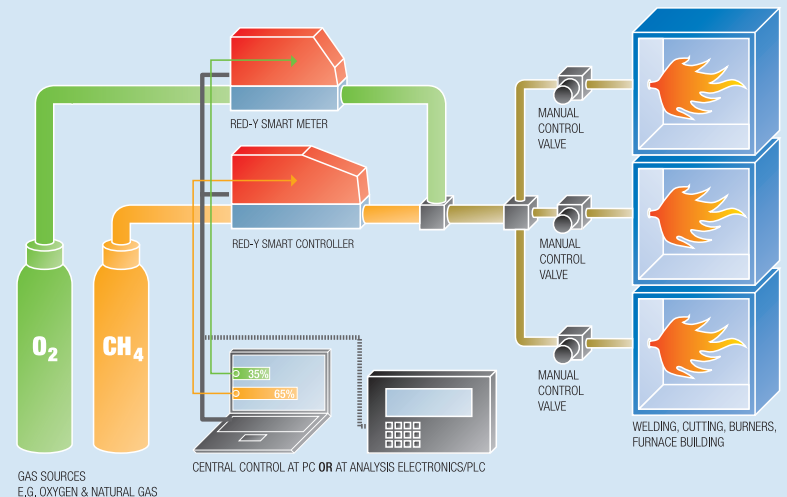 RED-Y SMART METER
MANUAL
CONTROL
VALVE
RED-Y SMART CONTROLLER
MANUAL
CONTROL
VALVE
O2
CH4
35%
65%
MANUAL
CONTROL
VALVE
WELDING, CUTTING, BURNERS,
FURNACE BUILDING
CENTRAL CONTROL AT PC OR AT ANALYSIS ELECTRONICS/PLC
GAS SOURCES
E,G, OXYGEN & NATURAL GAS